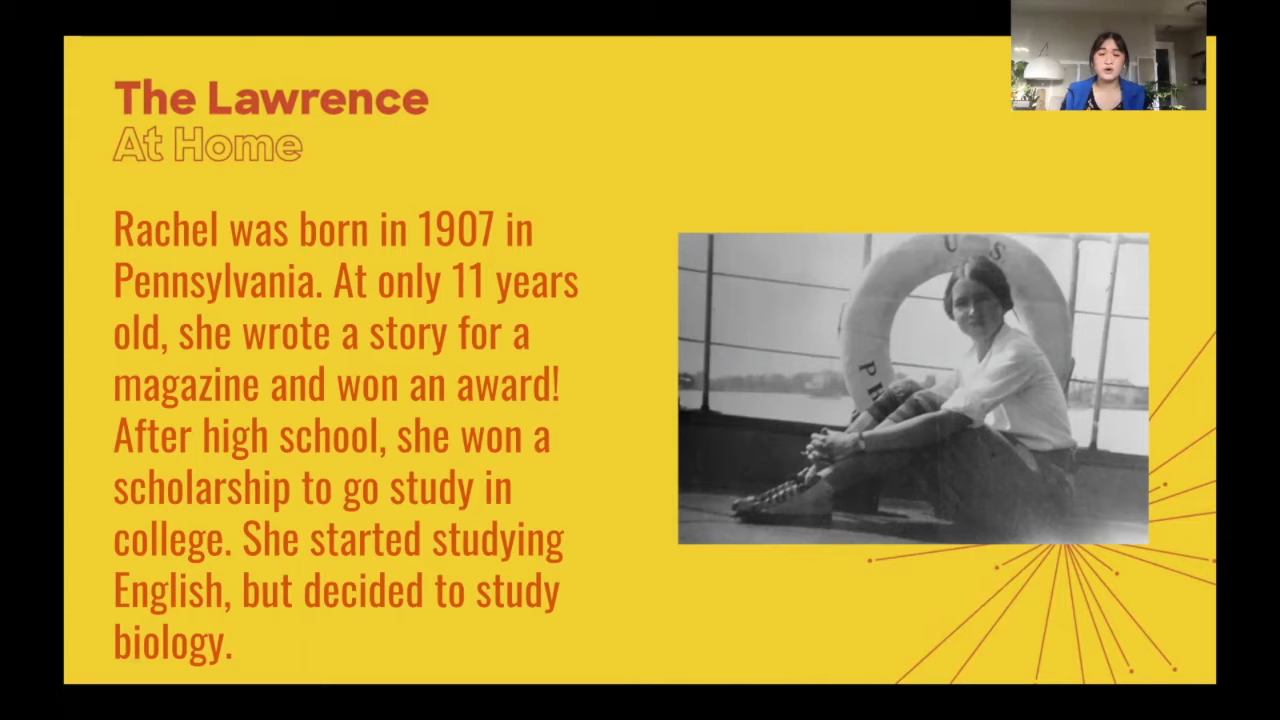 The Lawrence
At Home
Rachel was born in 1907 in
Pennsylvania. At only 11 years
old, she wrote a story for a
magazine and won an award!
After high school, she won a
scholarship to go study in
college. She started studying
English, but decided to study
biology.
U S